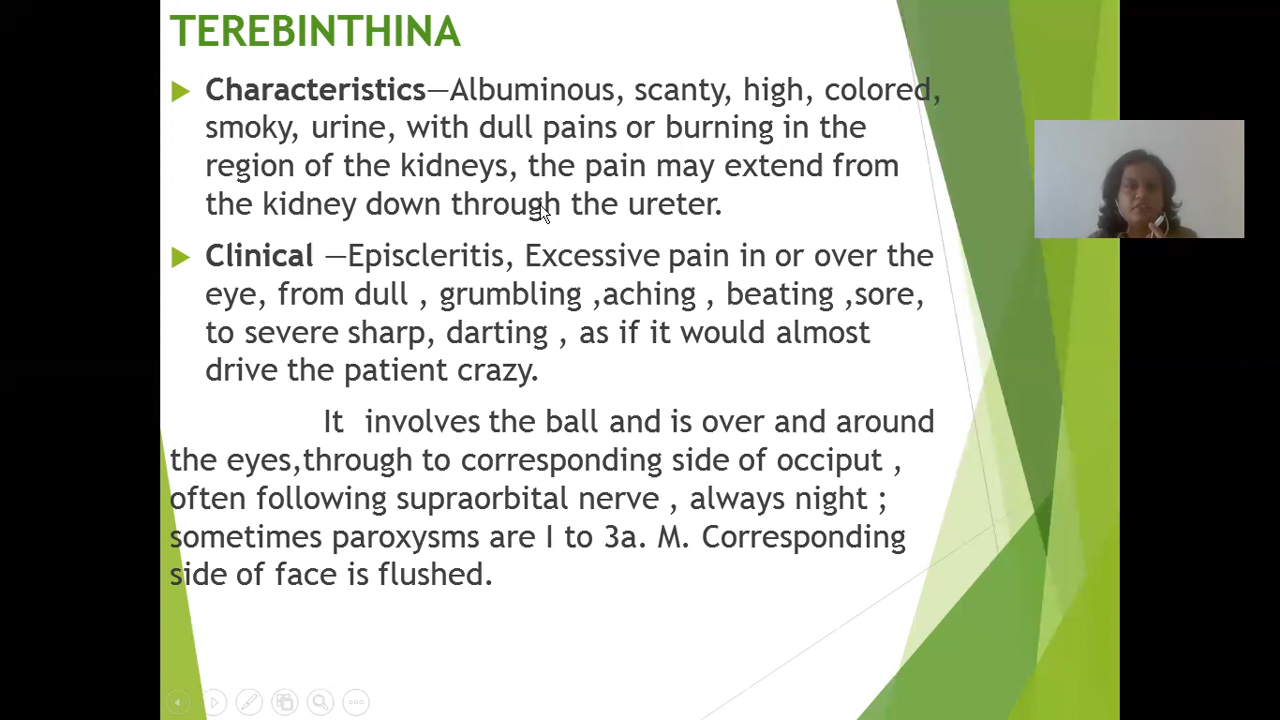 TEREBINTHINA
Characteristics—Albuminous, scanty, high, colored,
smoky, urine, with dull pains or burning in the
region of the kidneys, the pain may extend from
the kidney down through the ureter.
Clinical —Episcleritis, Excessive pain in or over the
eye, from dull , grumbling ,aching , beating ,sore,
to severe sharp, darting , as if it would almost
drive the patient crazy.
It involves the ball and is over and around
the eyes,through to corresponding side of occiput ,
often following supraorbital nerve , always night ;
sometimes paroxysms are I to 3a. M. Corresponding
side of face is flushed.